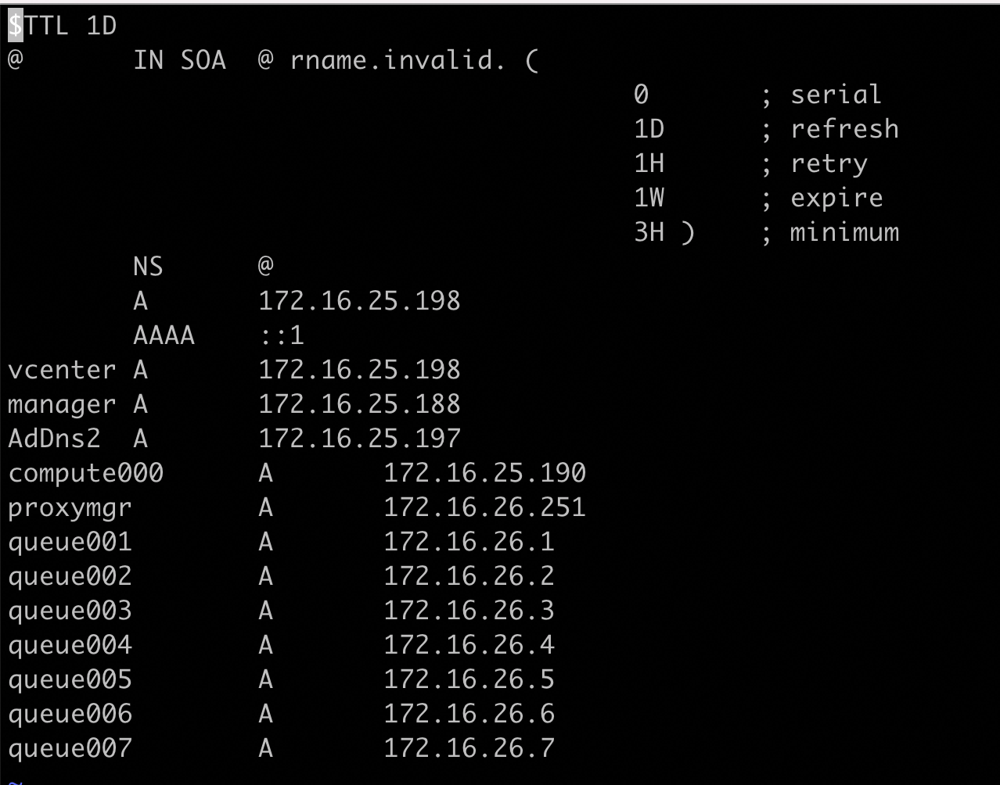 $TTL 1D
@ IN SOA @ rname.invalid. (
0 ; serial
1D ; refresh
1H ; retry
1W ; expire
3H ) ; minimum
NS @
A 172.16.25.198
AAAA ::1
vcenter A 172.16.25.198
manager A 172.16.25.188
AdDns2 A 172.16.25.197
compute000 A 172.16.25.190
proxymgr A 172.16.26.251
queue001 A 172.16.26.1
queue002 A 172.16.26.2
queue003 A 172.16.26.3
queue004 A 172.16.26.4
queue005 A 172.16.26.5
queue006 A 172.16.26.6
queue007 A 172.16.26.7
~